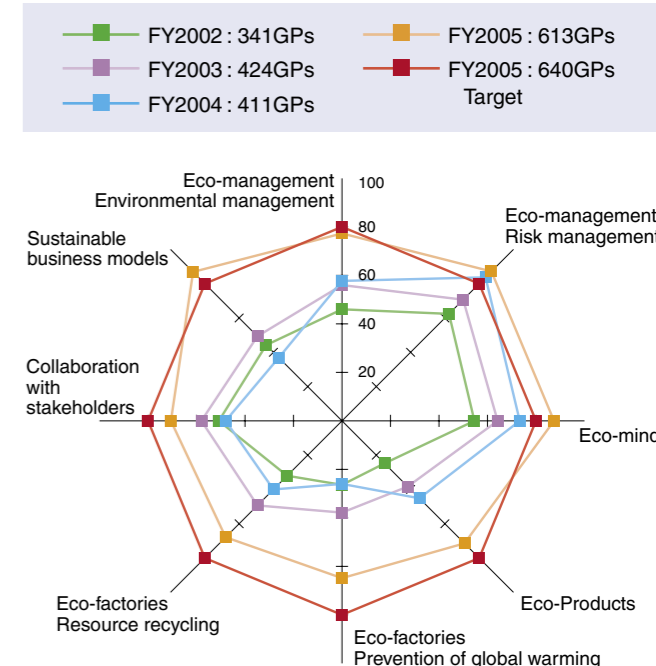 FY2002 : 341GPs
FY2003 : 424GPs
FY2004 : 411GPs
FY2005 : 613GPs
FY2005 : 640GPs
Target
Eco-management
Environmental management
100
80
60
40
20
Eco-management
Risk management
Sustainable
business models
Collaboration
with
stakeholders
Eco-mind
Eco-factories
Resource recycling
Eco-Products
Eco-factories
Prevention of global warming